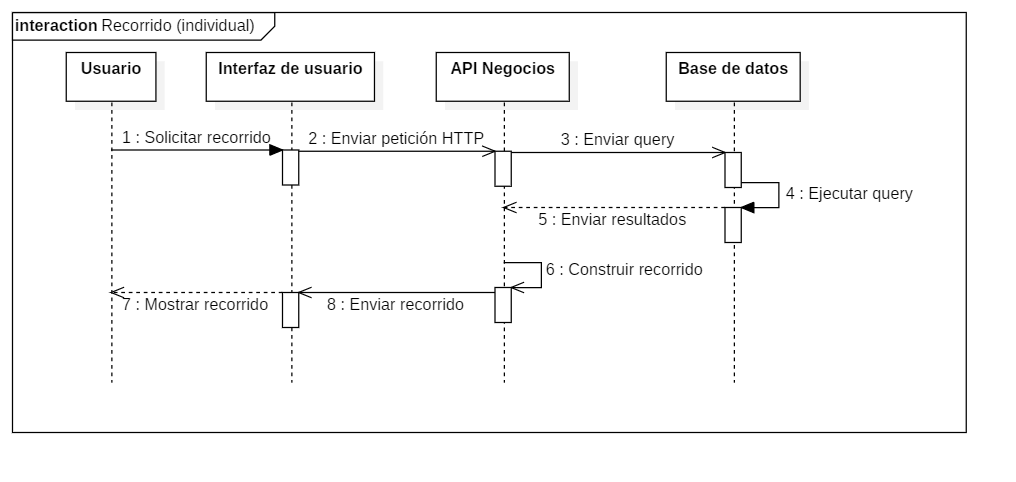 interaction Recorrido (individual)
Usuario
Interfaz de usuario
API Negocios
Base de datos
1 : Solicitar recorrido
2 : Enviar petición HTTP
3 : Enviar query
4 : Ejecutar query
5 : Enviar resultados
6 : Construir recorrido
7 : Mostrar recorrido
8 : Enviar recorrido